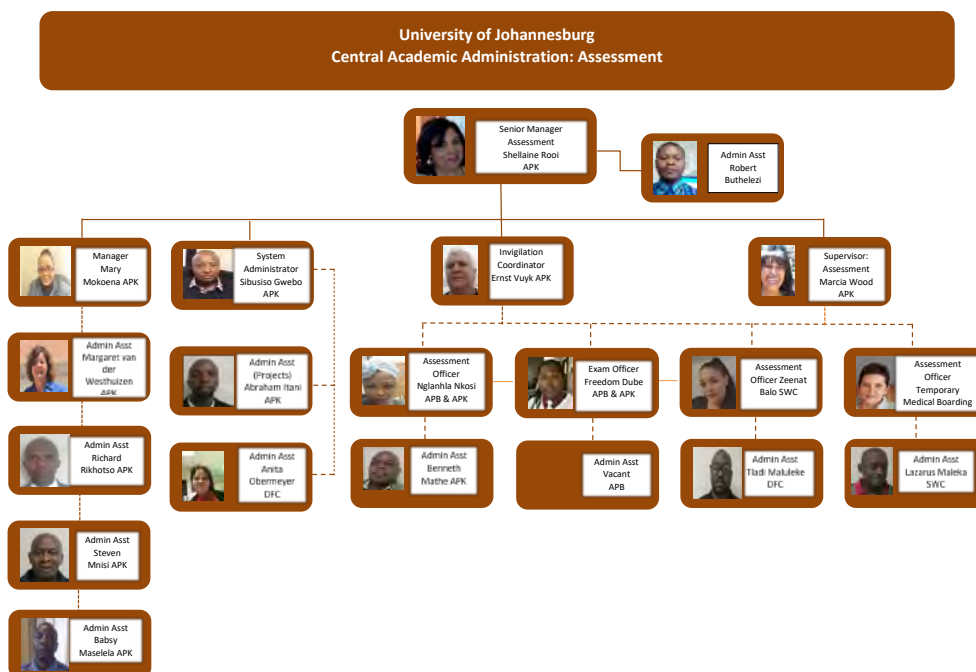 University of Johannesburg
Central Academic Administration: Assessment
Senior Manager
Assessment
Shellaine Rooi
APK
Admin Asst
Robert
Buthelezi
Manager
Mary
Mokoena APK
System
Administrator
Sibusiso Gwebo
APK
Invigilation
Coordinator
Ernst Vuyk APK
Supervisor:
Assessment
Marcia Wood
APK
Admin Asst
Margaret van
der
Westhuizen
APK
Admin Asst
(Projects)
Abraham Itani
APK
Assessment
Officer
Nglanhla Nkosi
APB & APK
Exam Officer
Freedom Dube
APB & APK
Assessment
Officer Zeenat
Balo SWC
Assessment
Officer
Temporary
Medical Boarding
Admin Asst
Richard
Rikhotso APK
Admin Asst
Anita
Obermeyer
DFC
Admin Asst
Benneth
Mathe APK
Admin Asst
Vacant
APB
Admin Asst
Tladi Maluleke
DFC
Admin Asst
Lazarus Maleka
SWC
Admin Asst
Steven
Mnisi APK
Admin Asst
Babsy
Maselela APK